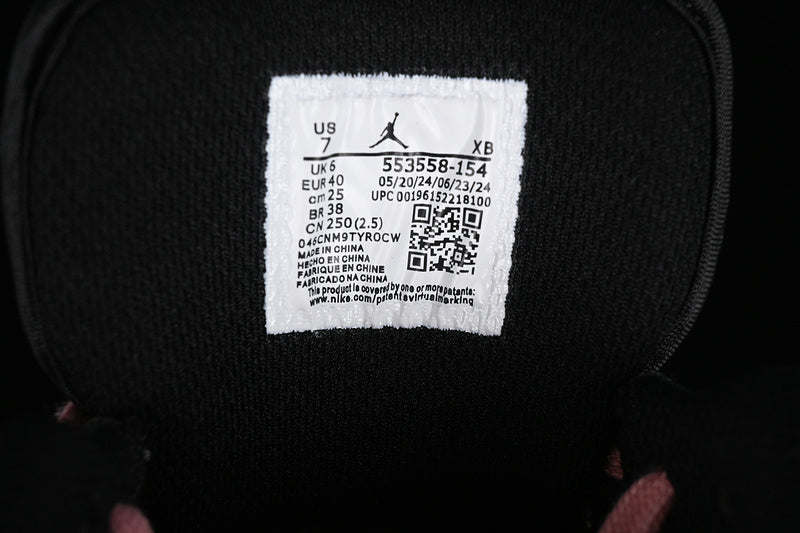 US
7 XB
UK 6 553558-154
EUR 40 05/20/24/06/23/24
cm 25 UPC 00196152218100
BR 38
CN 250 (2.5)
046CNM9TYROCW
MADE IN CHINA
HECHO EN CHINA
FABRIQUE EN CHINE
FABRICADO NA CHINA
This product is covered by one or more patents:
www.nike.com/patentsvirtualmarking